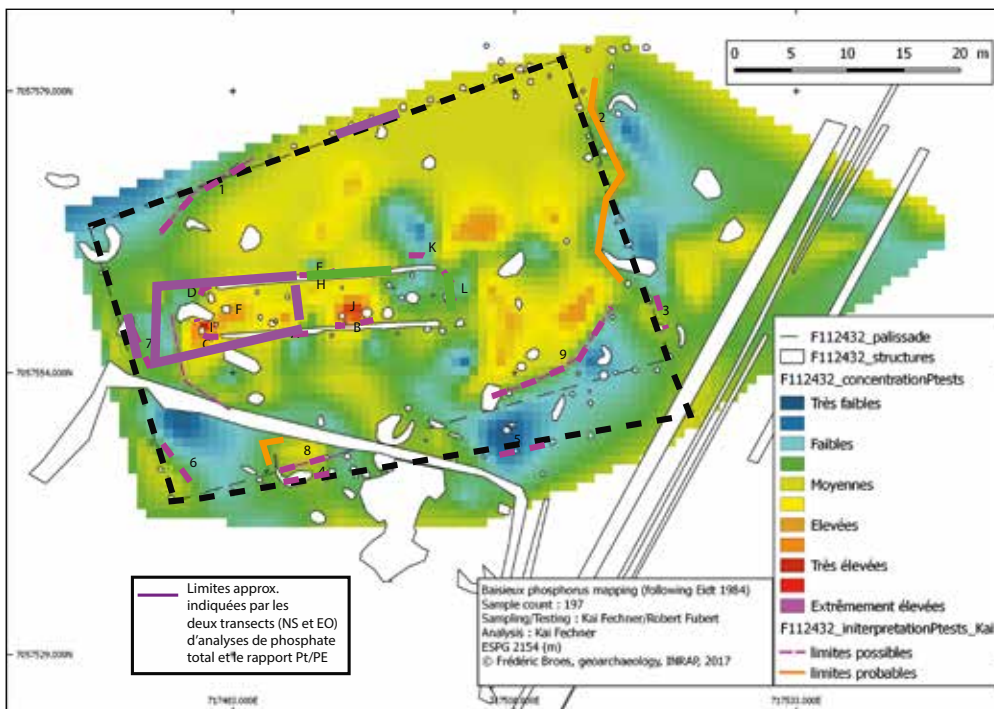 0 5 10 15 20 m
7057579.000N
2
1
K
E
H
D
L
F
J
I
B
C
3
7
9
7057554.000N
5
8
6
4
F112432_palissade
F112432_structures
F112432_concentrationPtests
Très faibles
Faibles
Moyennes
Elevées
Très élevées
Extrêmement élevées
F112432_initerpretationPtests_Kai
limites possibles
limites probables
Limites approx.
indiquées par les
deux transects (NS et EO)
d'analyses de phosphate
total et le rapport Pt/PE
Baisieux phosphorus mapping (following Eidt 1984)
Sample count : 197
Sampling/Testing : Kai Fechner/Robert Fubert
Analysis : Kai Fechner
ESPG 2154 (m)
© Frédéric Broes, geoarchaeology, INRAP, 2017
7057529.000N
717533.000E